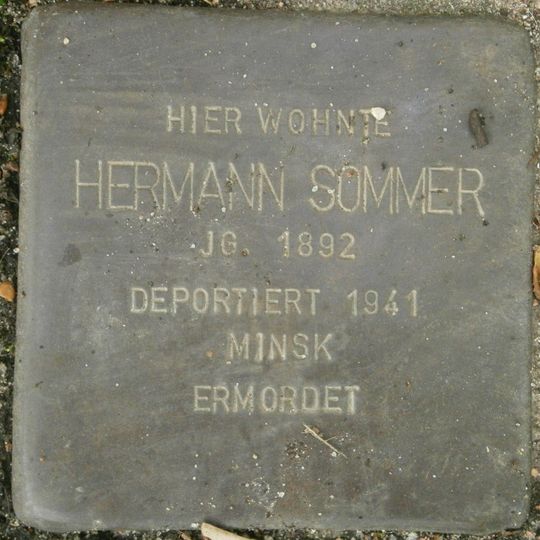 HIER WOHNTE
HERMANN SOMMER
JG. 1892
DEPORTIERT 1941
MINSK
ERMORDET